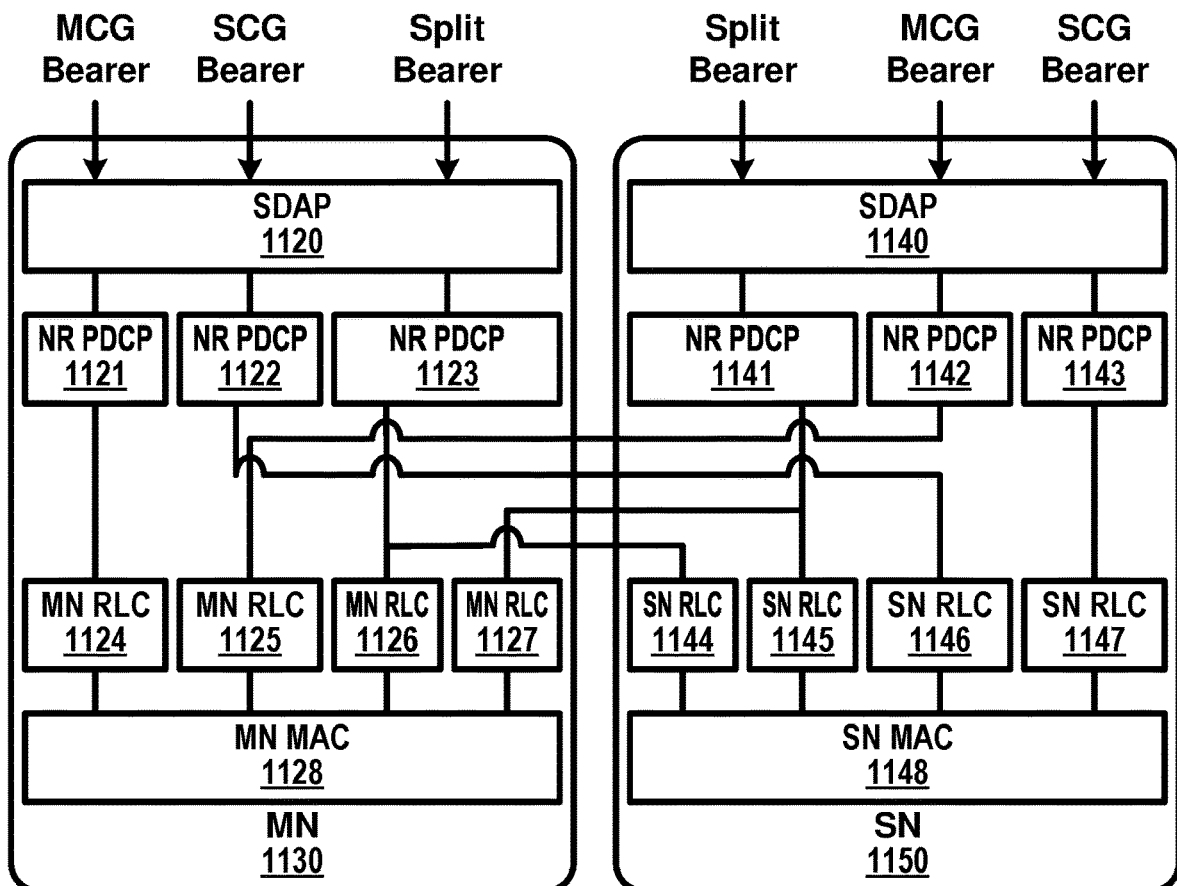 MCG SCG Split Split MCG SCG
Bearer Bearer Bearer Bearer Bearer Bearer
SDAP SDAP
1120 1140
NR PDCP NR PDCP NR PDCP NR PDCP NR PDCP NR PDCP
1121 1122 1123 1141 1142 1143
MN RLC MN RLC MN RLC MN RLC SN RLC SN RLC SN RLC SN RLC
1124 1125 1126 1127 1144 1145 1146 1147
MN MAC SN MAC
1128 1148
MN SN
1130 1150